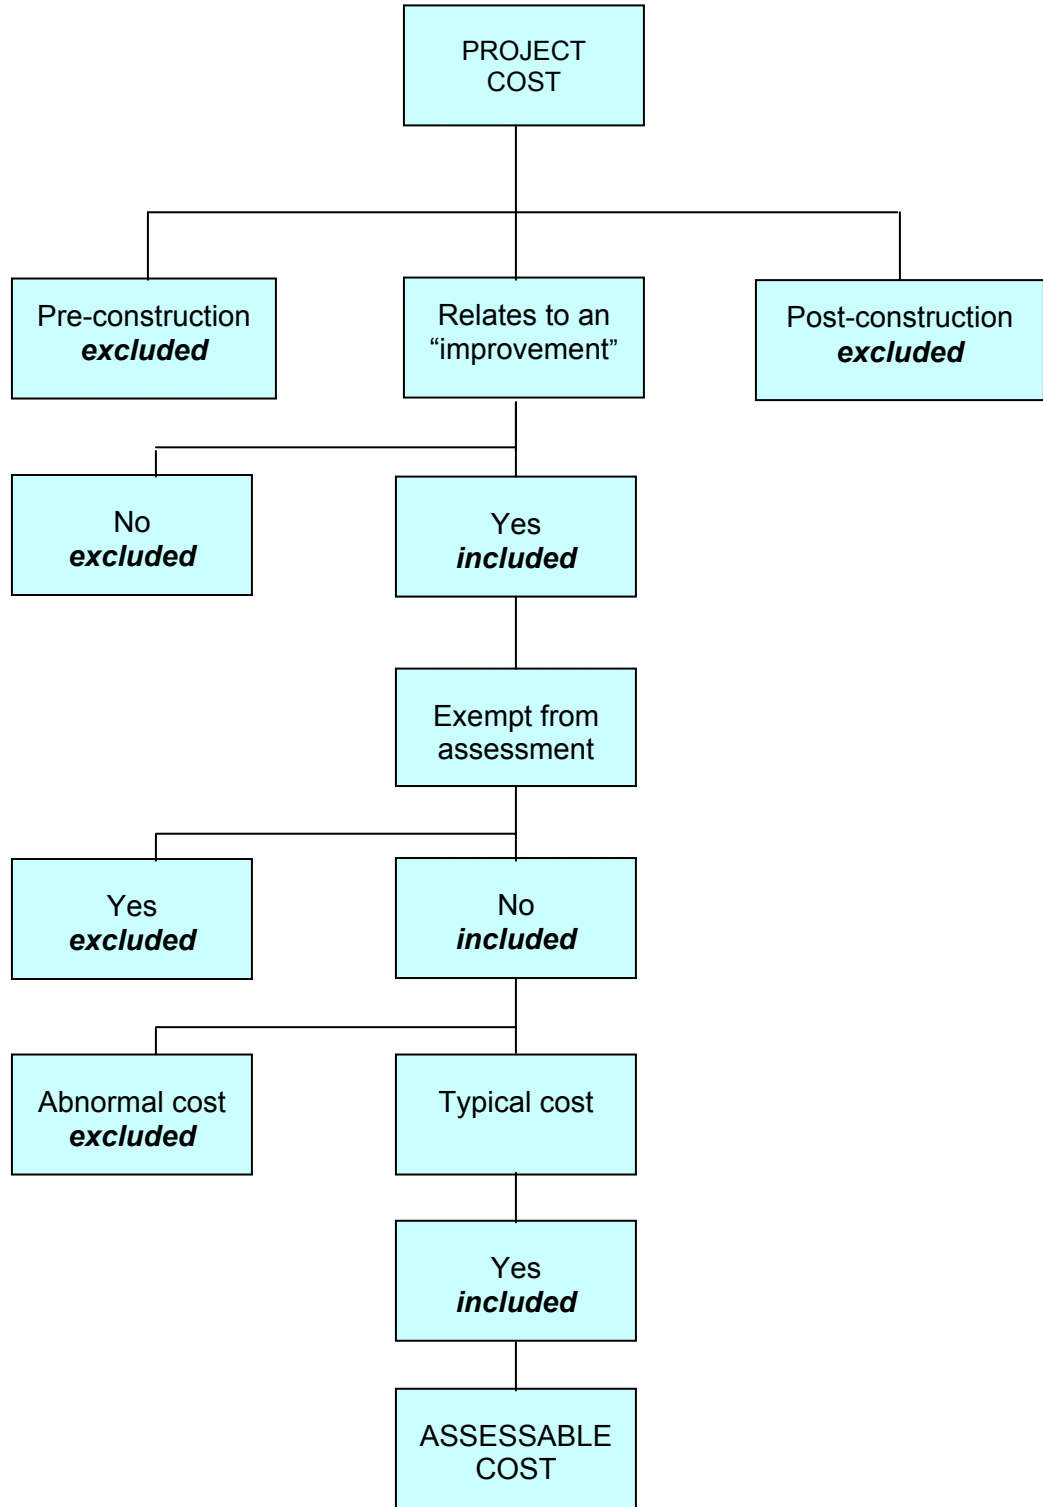 PROJECT
COST
Pre-construction
excluded
Relates to an
“improvement”
Post-construction
excluded
No
excluded
Yes
included
Exempt from
assessment
Yes
excluded
No
included
Abnormal cost
excluded
Typical cost
Yes
included
ASSESSABLE
COST